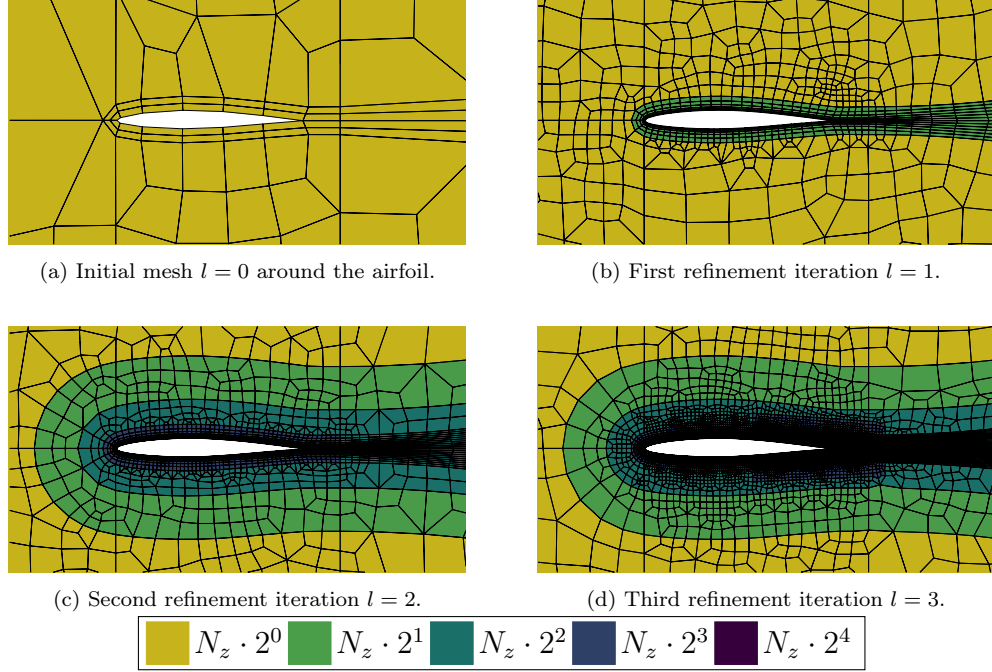 (a) Initial mesh l = 0 around the airfoil.
(b) First refinement iteration l = 1.
(c) Second refinement iteration l = 2.
(d) Third refinement iteration l = 3.
N_z · 2^0 N_z · 2^1 N_z · 2^2 N_z · 2^3 N_z · 2^4